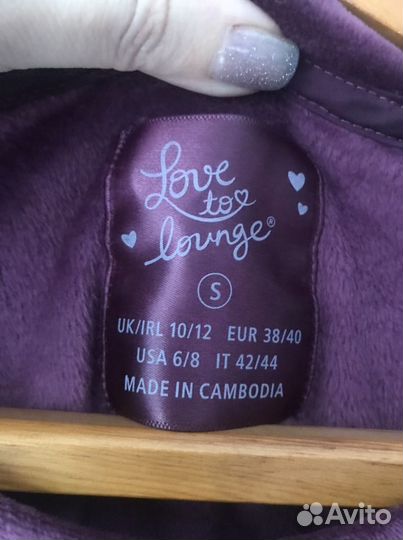 Love
to
lounge®
S
UK/IRL 10/12 EUR 38/40
USA 6/8 IT 42/44
MADE IN CAMBODIA
Avito